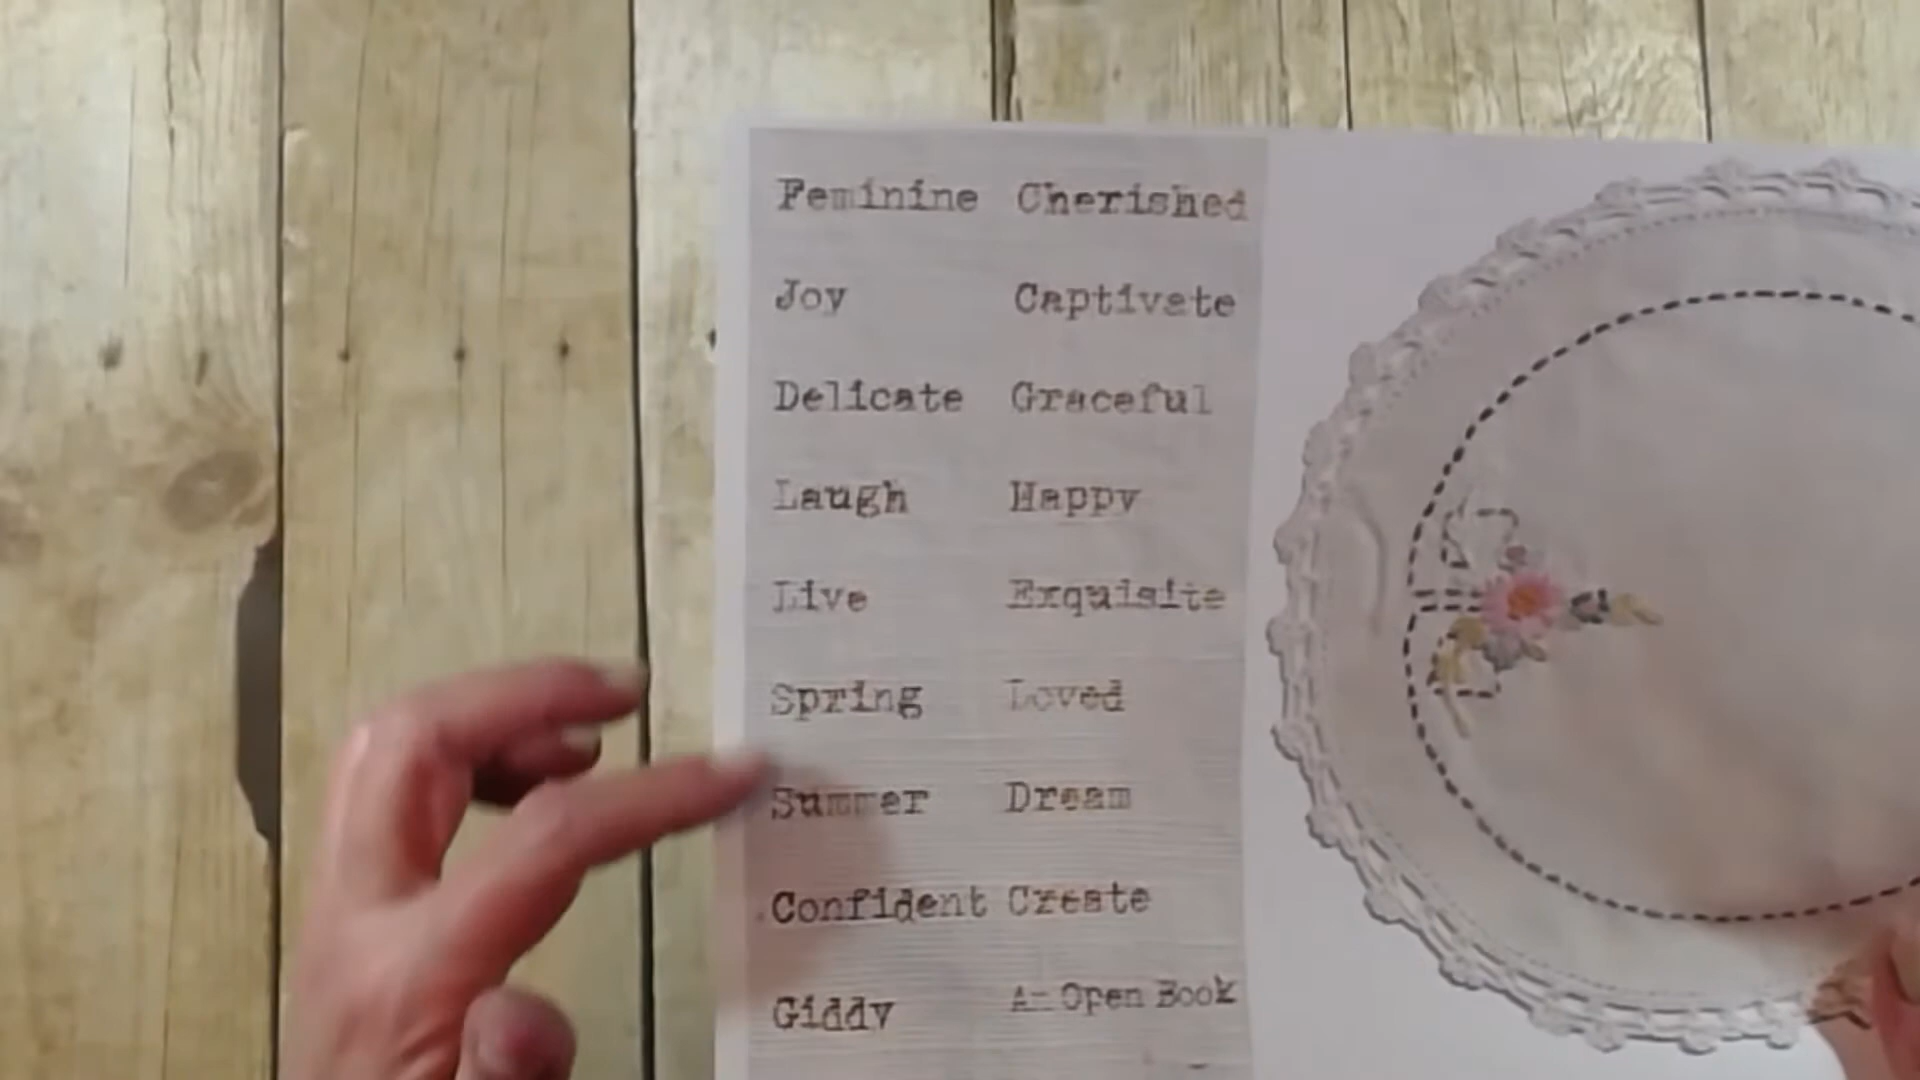 Feminine Cherished
Joy Captivate
Delicate Graceful
Laugh Happy
Live Exquisite
Spring Loved
Summer Dream
Confident Create
Giddy An Open Book